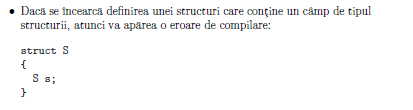 • Dacă se încearcă definirea unei structuri care conține un câmp de tipul
structurii, atunci va apărea o eroare de compilare:
struct S
{
S s;
}